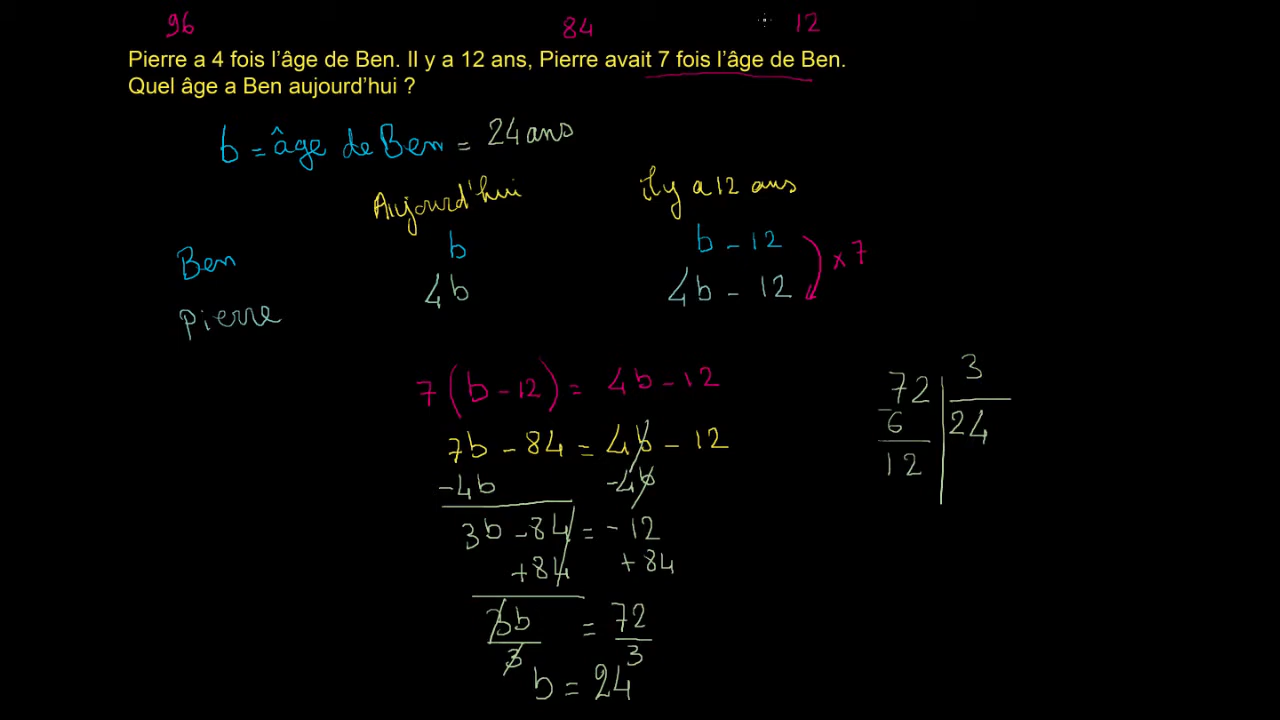 96 84 12
Pierre a 4 fois l’âge de Ben. Il y a 12 ans, Pierre avait 7 fois l’âge de Ben.
Quel âge a Ben aujourd’hui ?
b = âge de Ben = 24 ans
Aujourd'hui il y a 12 ans
Ben b b - 12
Pierre 4b 4b - 12 × 7
7 (b - 12) = 4b - 12
7b - 84 = 4b - 12
-4b -4b
3b - 84 = - 12
+ 84 + 84
3b/3 = 72/3
b = 24
72 3
-6 24
12